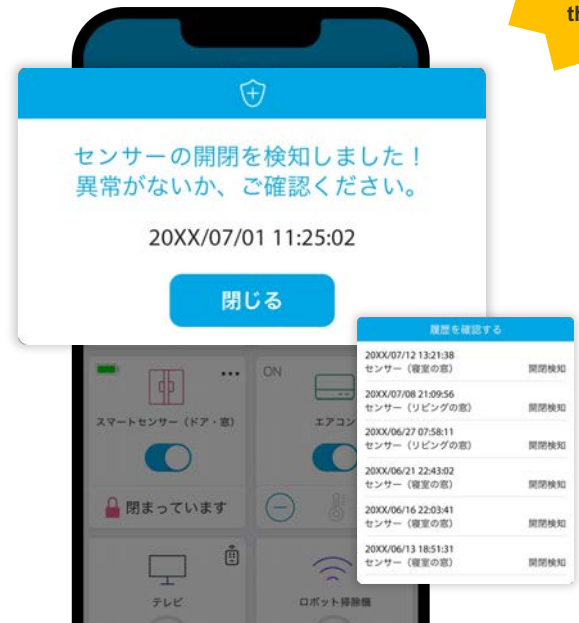 センサーの開閉を検知しました！
異常がないか、ご確認ください。
20XX/07/01 11:25:02
閉じる
履歴を確認する
20XX/07/12 13:21:38
センサー（寝室の窓） 開閉検知
20XX/07/08 21:09:56
センサー（リビングの窓） 開閉検知
20XX/06/27 07:58:11
センサー（リビングの窓） 開閉検知
20XX/06/21 22:43:02
センサー（寝室の窓） 開閉検知
20XX/06/16 22:03:41
センサー（寝室の窓） 開閉検知
20XX/06/13 18:51:31
センサー（寝室の窓） 開閉検知
スマートセンサー（ドア・窓）
閉まっています
ON
エアコン
テレビ
ロボット掃除機